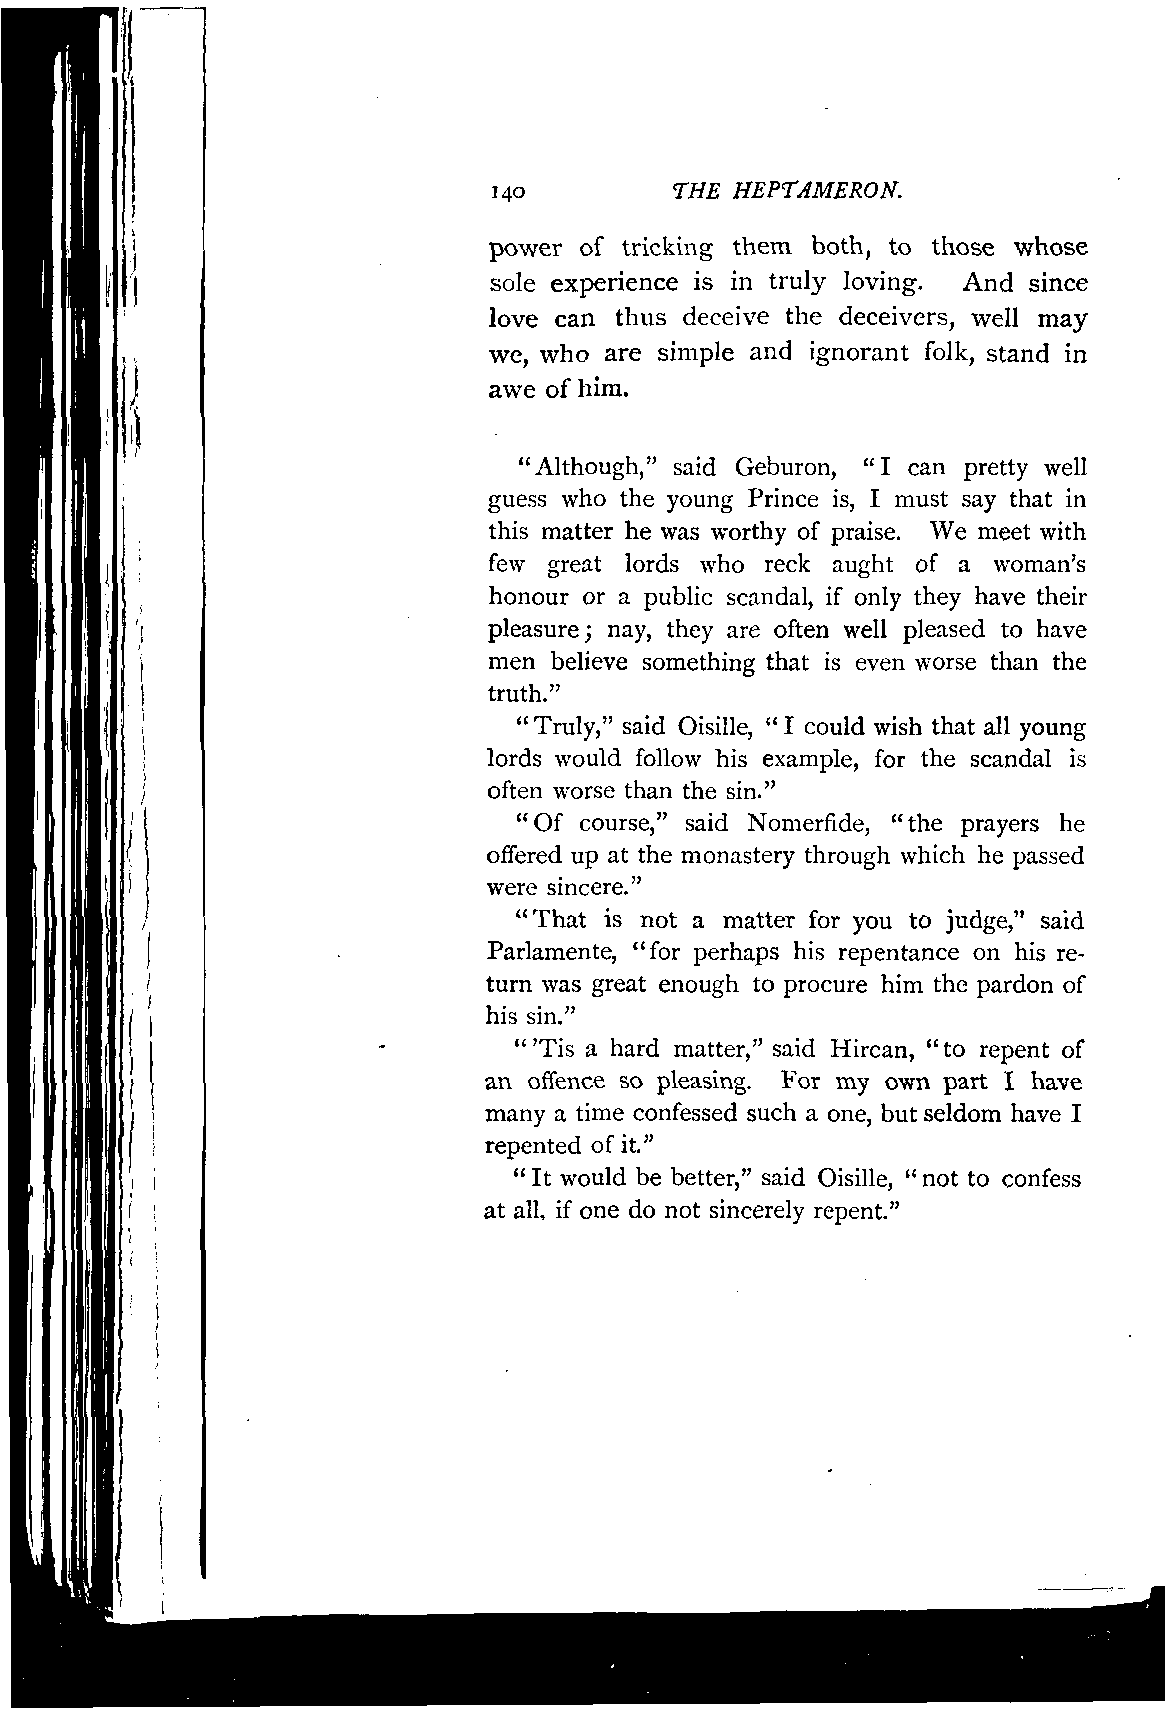 140 THE HEPTAMERON.
power of tricking them both, to those whose
sole experience is in truly loving. And since
love can thus deceive the deceivers, well may
we, who are simple and ignorant folk, stand in
awe of him.
“Although,” said Geburon, “I can pretty well
guess who the young Prince is, I must say that in
this matter he was worthy of praise. We meet with
few great lords who reck aught of a woman's
honour or a public scandal, if only they have their
pleasure; nay, they are often well pleased to have
men believe something that is even worse than the
truth.”
“Truly,” said Oisille, “I could wish that all young
lords would follow his example, for the scandal is
often worse than the sin.”
“Of course,” said Nomerfide, “the prayers he
offered up at the monastery through which he passed
were sincere.”
“That is not a matter for you to judge,” said
Parlamente, “for perhaps his repentance on his re-
turn was great enough to procure him the pardon of
his sin.”
“’Tis a hard matter,” said Hircan, “to repent of
an offence so pleasing. For my own part I have
many a time confessed such a one, but seldom have I
repented of it.”
“It would be better,” said Oisille, “not to confess
at all, if one do not sincerely repent.”